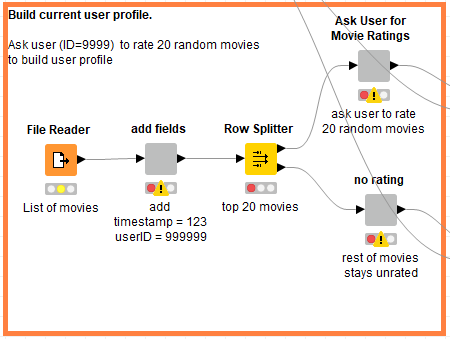 Build current user profile.
Ask user (ID=9999) to rate 20 random movies
to build user profile
Ask User for
Movie Ratings
ask user to rate
20 random movies
File Reader
List of movies
add fields
add
timestamp = 123
userID = 999999
Row Splitter
top 20 movies
no rating
rest of movies
stays unrated